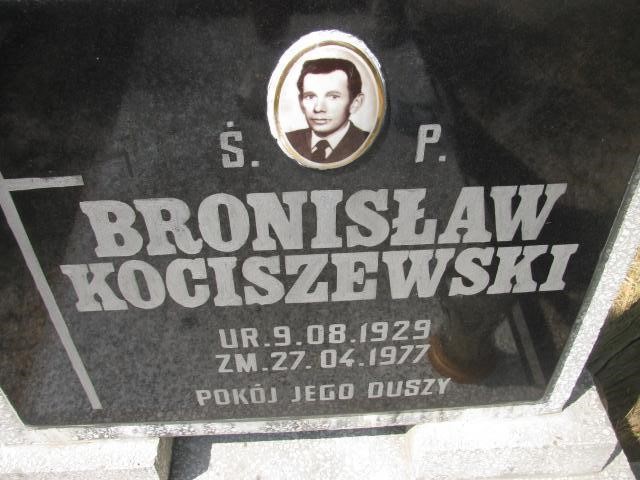 Ś. P.
BRONISŁAW
KOCISZEWSKI
UR.9.08.1929
ZM.27.04.1977
POKÓJ JEGO DUSZY